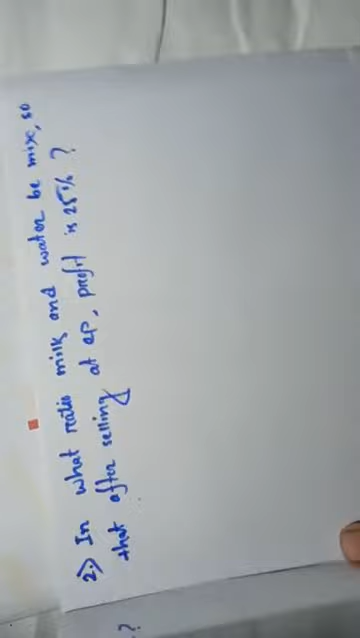 2) In what ratio milk and water be mix, so
that after selling at cp, profit is 25% ?
?